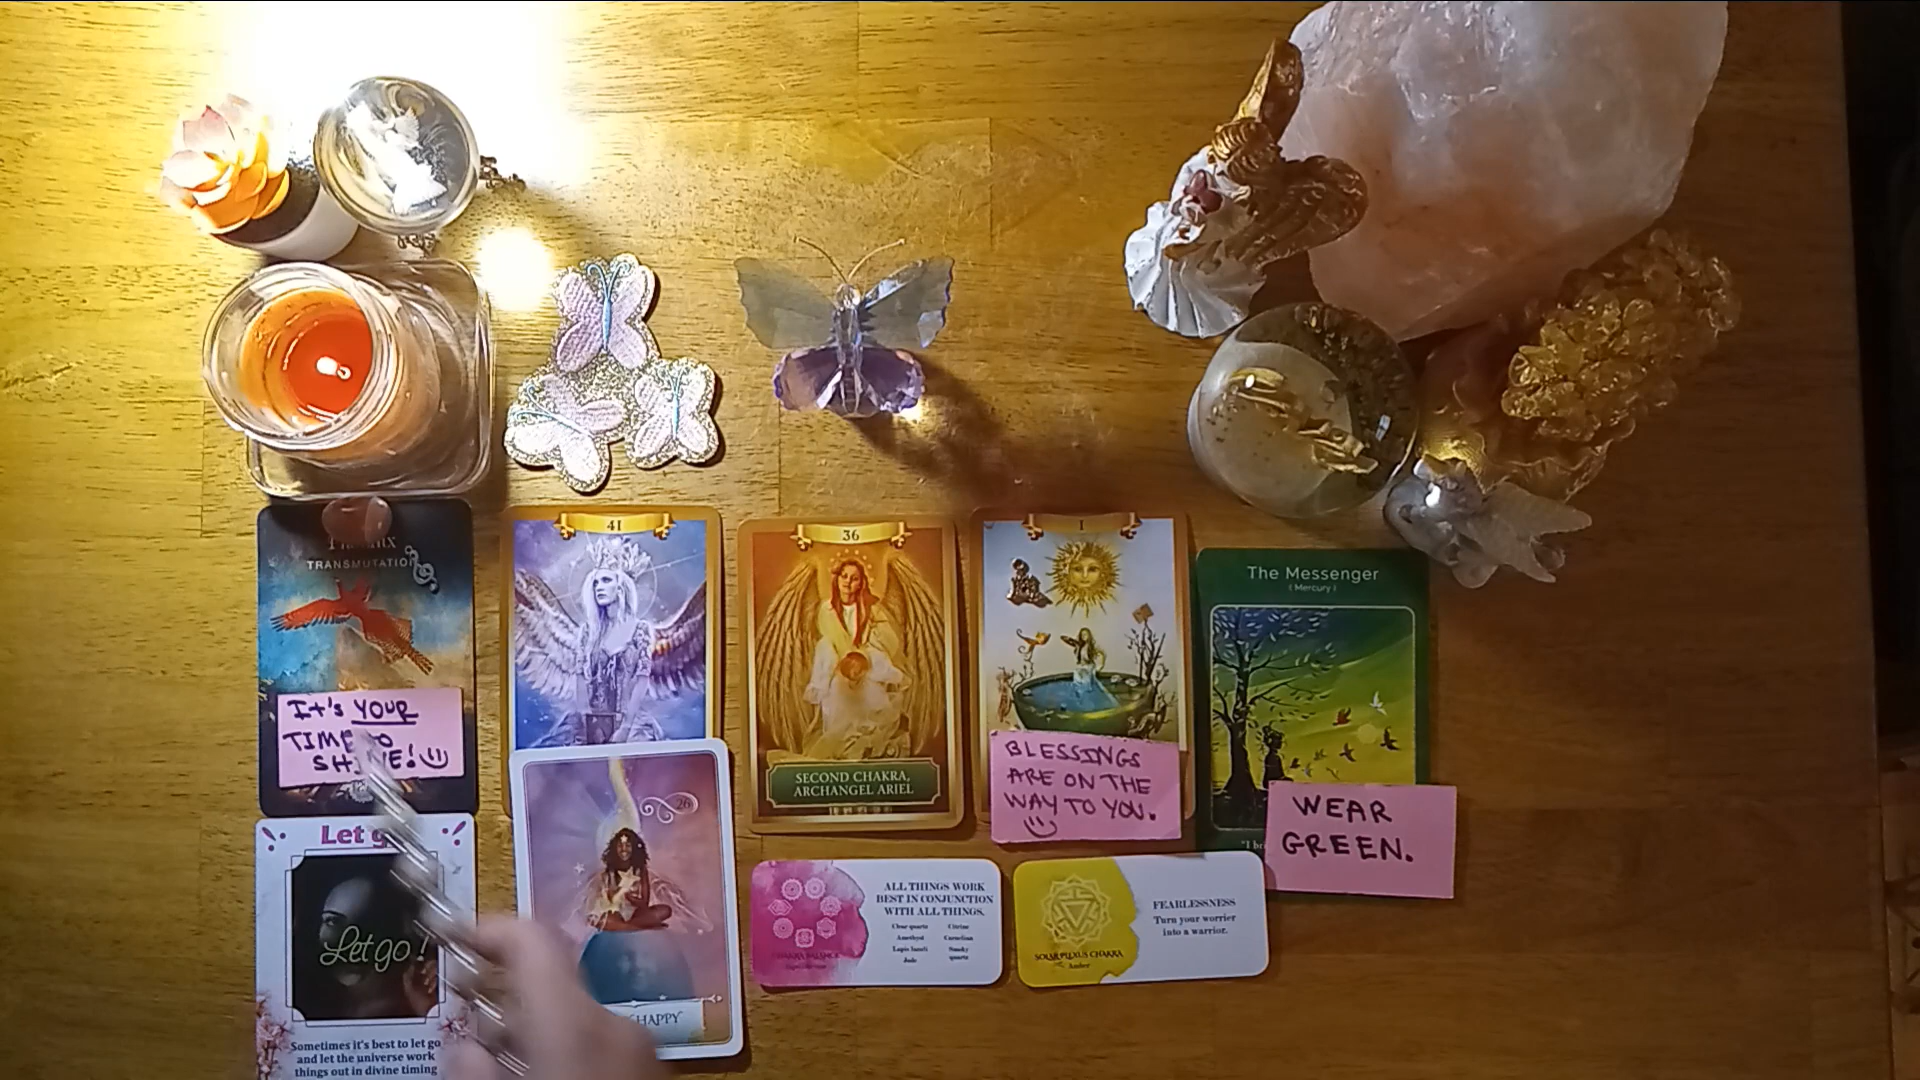 TRANSMUTATION
It's YOUR
TIME TO
SHINE!
Let go
Let go!
Sometimes it's best to let go
and let the universe work
things out in divine timing
41
26
HAPPY
36
SECOND CHAKRA,
ARCHANGEL ARIEL
I
BLESSINGS
ARE ON THE
WAY TO YOU.
The Messenger
(Mercury)
WEAR
GREEN.
ALL THINGS WORK
BEST IN CONJUNCTION
WITH ALL THINGS.
Clear quartz
Amethyst
Lapis lazuli
Jade
Citrine
Carnelian
Smoky
quartz
CHAKRA BALANCE
FEARLESSNESS
Turn your worrier
into a warrior.
SOLAR PLEXUS CHAKRA
Amber